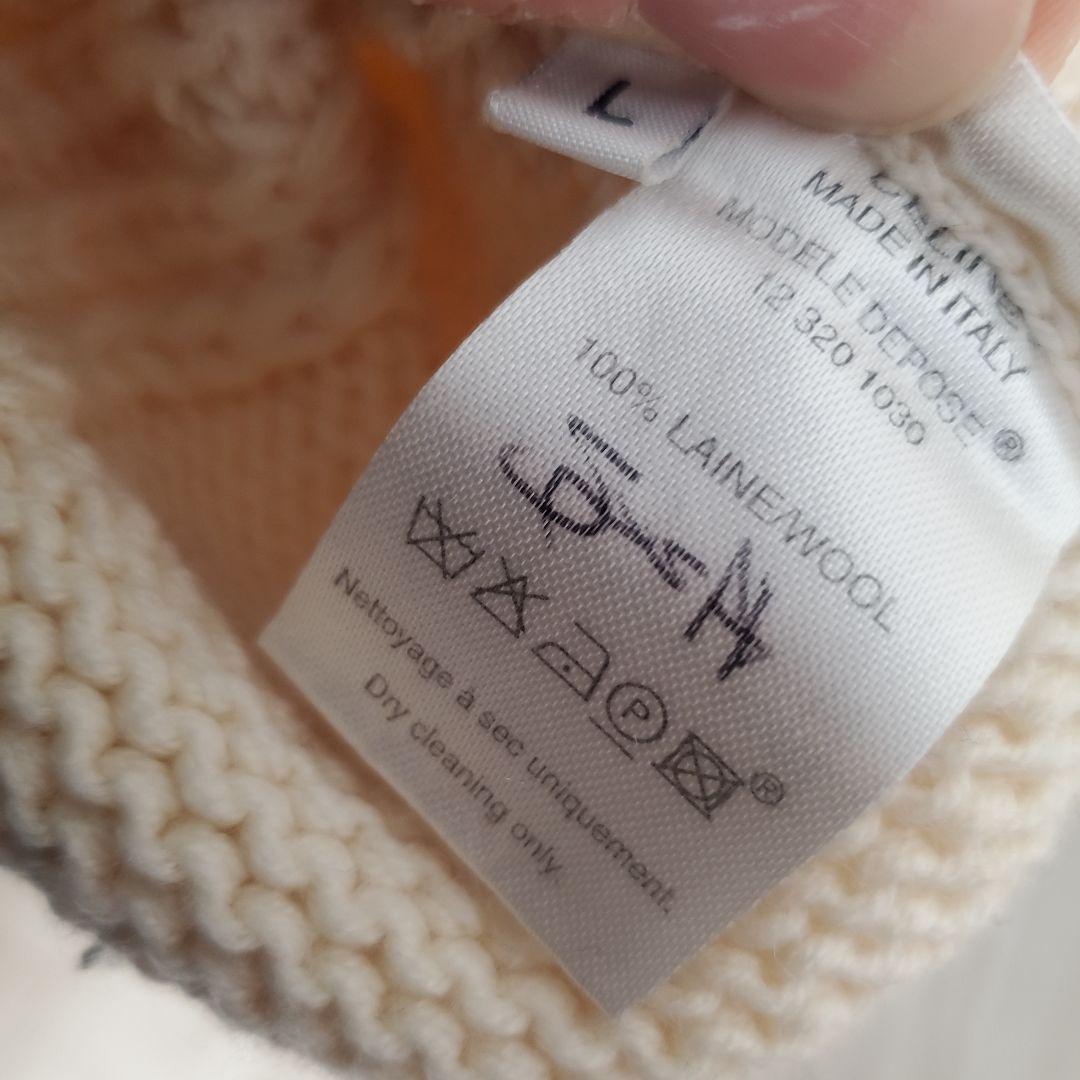 L
MADE IN ITALY
MODELE DEPOSE ®
12 320 1030
100% LAINE/WOOL
P
®
Nettoyage à sec uniquement.
Dry cleaning only.